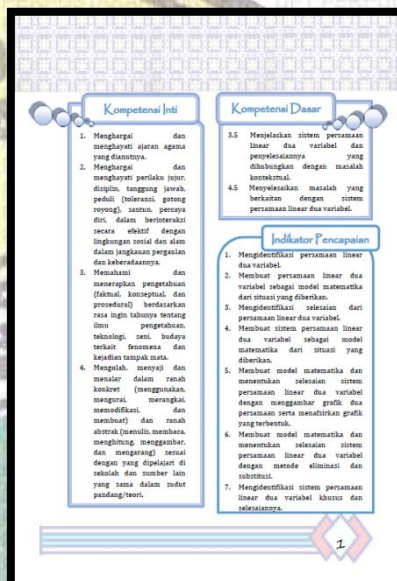 Kompetensi Inti
1. Menghargai dan
menghayati ajaran agama
yang dianutnya.
2. Menghargai dan
menghayati perilaku jujur,
disiplin, tanggung jawab,
peduli (toleransi, gotong
royong), santun, percaya
diri, dalam berinteraksi
secara efektif dengan
lingkungan sosial dan alam
dalam jangkauan pergaulan
dan keberadaannya.
3. Memahami dan
menerapkan pengetahuan
(faktual, konseptual, dan
prosedural) berdasarkan
rasa ingin tahunya tentang
ilmu pengetahuan,
teknologi, seni, budaya
terkait fenomena dan
kejadian tampak mata.
4. Mengolah, menyaji dan
menalar dalam ranah
konkret (menggunakan,
mengurai, merangkai,
memodifikasi, dan
membuat) dan ranah
abstrak (menulis, membaca,
menghitung, menggambar,
dan mengarang) sesuai
dengan yang dipelajari di
sekolah dan sumber lain
yang sama dalam sudut
pandang/teori.
Kompetensi Dasar
3.5 Menjelaskan sistem persamaan
linear dua variabel dan
penyelesaiannya yang
dihubungkan dengan masalah
kontekstual.
4.5 Menyelesaikan masalah yang
berkaitan dengan sistem
persamaan linear dua variabel.
Indikator Pencapaian
1. Mengidentifikasi persamaan linear
dua variabel.
2. Membuat persamaan linear dua
variabel sebagai model matematika
dari situasi yang diberikan.
3. Mengidentifikasi selesaian dari
persamaan linear dua variabel.
4. Membuat sistem persamaan linear
dua variabel sebagai model
matematika dari situasi yang
diberikan.
5. Membuat model matematika dan
menentukan selesaian sistem
persamaan linear dua variabel
dengan menggambar grafik dua
persamaan serta menafsirkan grafik
yang terbentuk.
6. Membuat model matematika dan
menentukan selesaian sistem
persamaan linear dua variabel
dengan metode eliminasi dan
substitusi.
7. Mengidentifikasi persamaan linear
dua variabel khusus dan
selesaiannya.
1